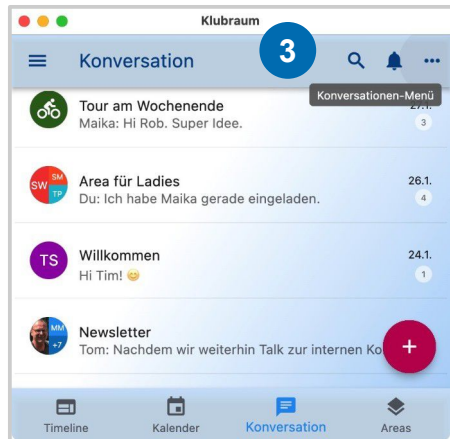 Klubraum
Konversation
3
Konversationen-Menü
Tour am Wochenende
Maika: Hi Rob. Super Idee.
3
SW SM TP
Area für Ladies
26.1.
Du: Ich habe Maika gerade eingeladen.
4
TS
Willkommen
24.1.
Hi Tim! 😄
1
MM
+7
Newsletter
Tom: Nachdem wir weiterhin Talk zur internen Ko
+
Timeline
Kalender
Konversation
Areas